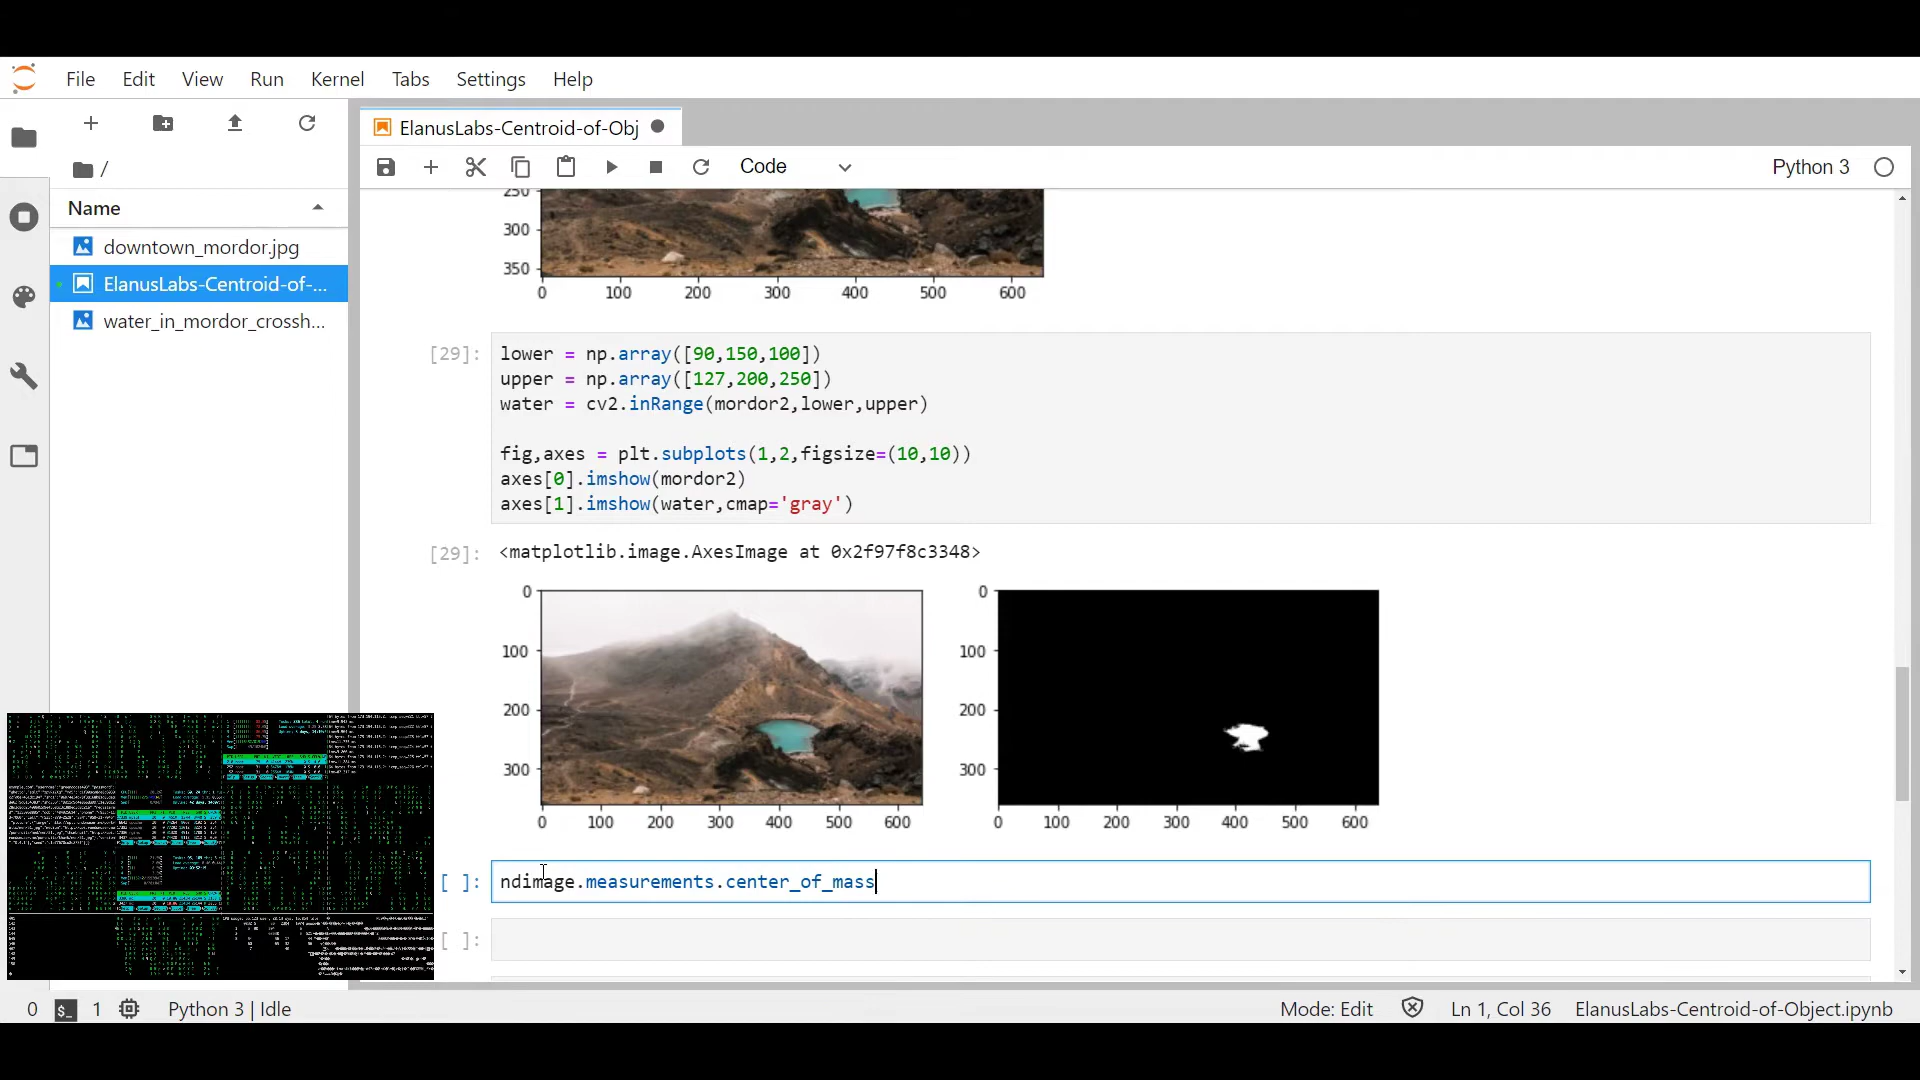 File Edit View Run Kernel Tabs Settings Help
ElanusLabs-Centroid-of-Obj
/
Code
Python 3
Name
downtown_mordor.jpg
ElanusLabs-Centroid-of-...
water_in_mordor_crossh...
250
300
350
0 100 200 300 400 500 600
[29]:
lower = np.array([90,150,100])
upper = np.array([127,200,250])
water = cv2.inRange(mordor2,lower,upper)
fig,axes = plt.subplots(1,2,figsize=(10,10))
axes[0].imshow(mordor2)
axes[1].imshow(water,cmap='gray')
[29]: <matplotlib.image.AxesImage at 0x2f97f8c3348>
0
100
200
300
0 100 200 300 400 500 600
0
100
200
300
0 100 200 300 400 500 600
[ ]: ndimage.measurements.center_of_mass
[ ]:
0 $_ 1 Python 3 | Idle Mode: Edit Ln 1, Col 36 ElanusLabs-Centroid-of-Object.ipynb